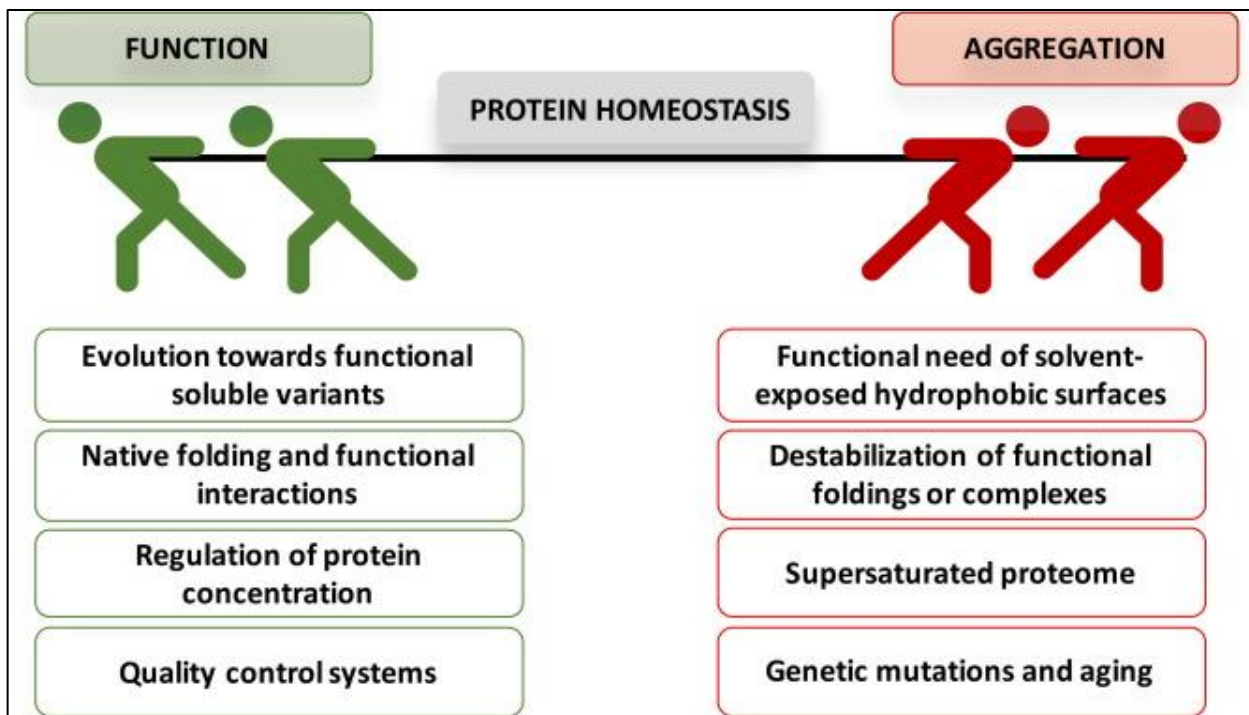 FUNCTION
AGGREGATION
PROTEIN HOMEOSTASIS
Evolution towards functional
soluble variants
Native folding and functional
interactions
Regulation of protein
concentration
Quality control systems
Functional need of solvent-
exposed hydrophobic surfaces
Destabilization of functional
foldings or complexes
Supersaturated proteome
Genetic mutations and aging